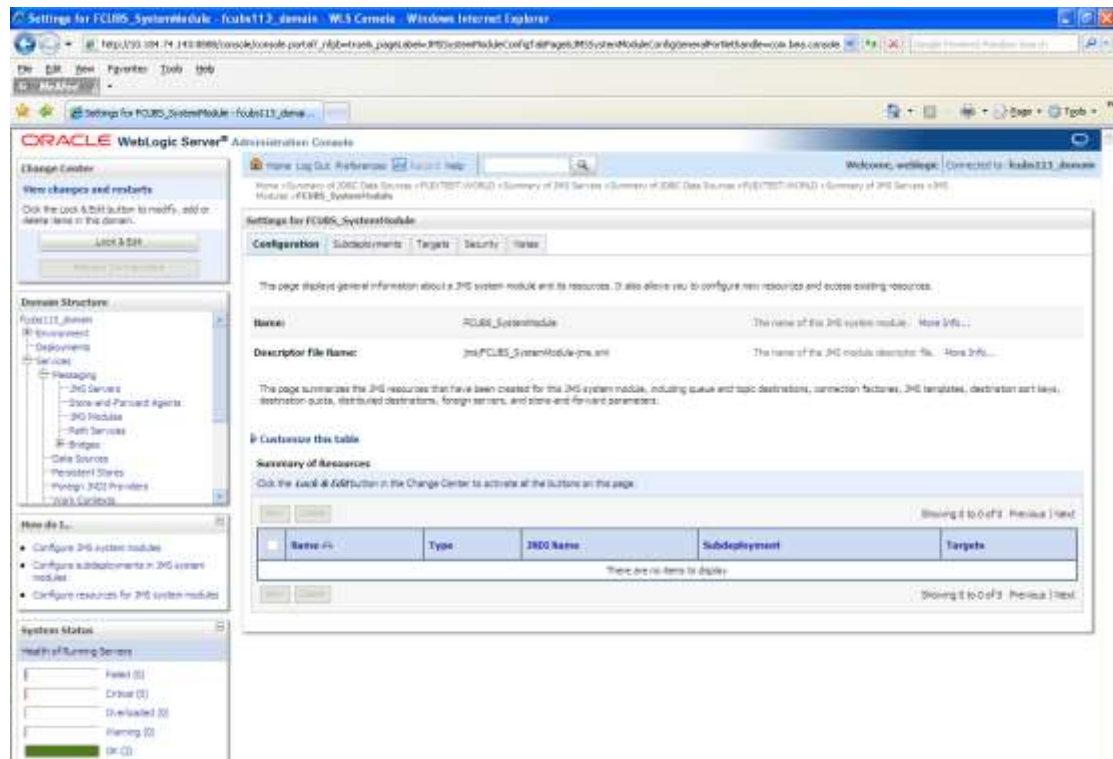 Settings for FCUBS_SystemModule - fcubs113_domain - WLS Console - Windows Internet Explorer
File Edit View Favorites Tools Help
McAfee
Settings for FCUBS_SystemModule - fcubs113_domai...
Page Tools
ORACLE WebLogic Server® Administration Console
Change Center
View changes and restarts
Click the Lock & Edit button to modify, add or
delete items in this domain.
Lock & Edit
Release Configuration
Home Log Out Preferences Record Help
Welcome, weblogic Connected to: fcubs113_domain
Modules >FCUBS_SystemModule
Settings for FCUBS_SystemModule
Configuration Subdeployments Targets Security Notes
This page displays general information about a JMS system module and its resources. It also allows you to configure new resources and access existing resources.
Name: FCUBS_SystemModule The name of this JMS system module. More Info...
Descriptor File Name: jms/FCUBS_SystemModule-jms.xml The name of the JMS module descriptor file. More Info...
This page summarizes the JMS resources that have been created for this JMS system module, including queue and topic destinations, connection factories, JMS templates, destination sort keys,
destination quota, distributed destinations, foreign servers, and store-and-forward parameters.
Customize this table
Summary of Resources
Click the Lock & Edit button in the Change Center to activate all the buttons on this page.
New Delete
Showing 0 to 0 of 0 Previous | Next
Name Type JNDI Name Subdeployment Targets
There are no items to display
New Delete
Showing 0 to 0 of 0 Previous | Next
Domain Structure
fcubs113_domain
Environment
Deployments
Services
Messaging
JMS Servers
Store-and-Forward Agents
JMS Modules
Path Services
Bridges
Data Sources
Persistent Stores
Foreign JNDI Providers
Work Contexts
How do I...
Configure JMS system modules
Configure subdeployments in JMS system
modules
Configure resources for JMS system modules
System Status
Health of Running Servers
Failed (0)
Critical (0)
Overloaded (0)
Warning (0)